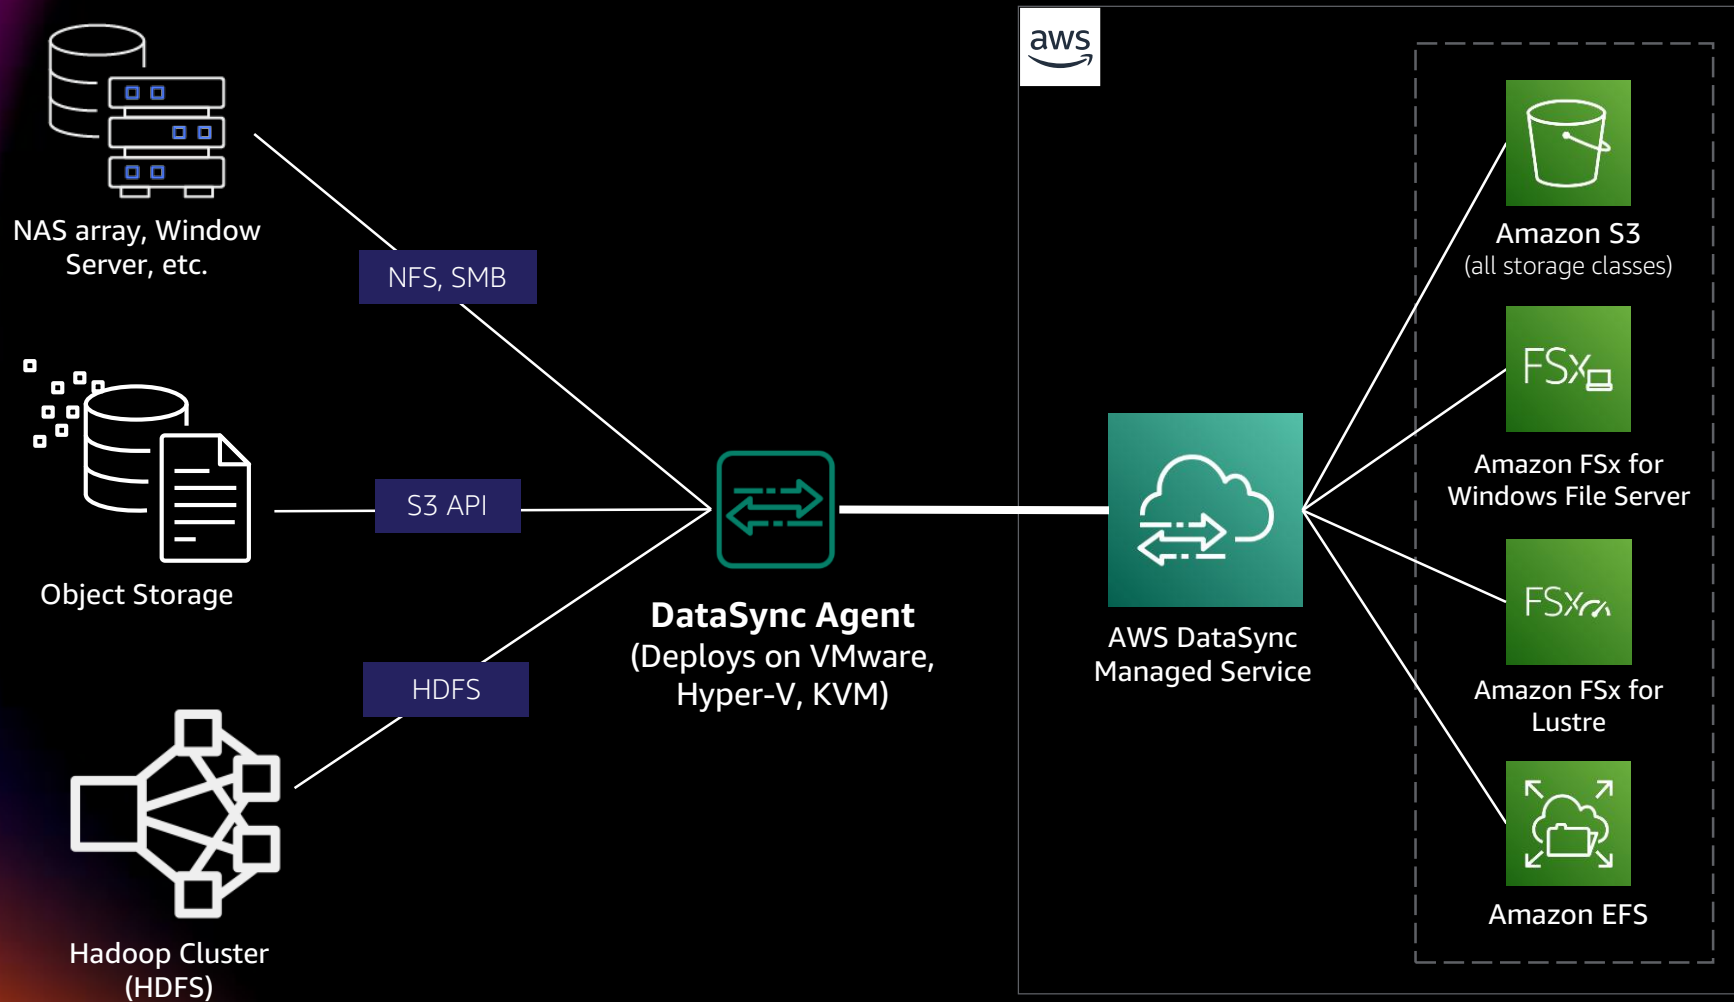 aws
NAS array, Window
Server, etc.
NFS, SMB
Object Storage
S3 API
Hadoop Cluster
(HDFS)
HDFS
DataSync Agent
(Deploys on VMware,
Hyper-V, KVM)
AWS DataSync
Managed Service
Amazon S3
(all storage classes)
FSx
Amazon FSx for
Windows File Server
FSx
Amazon FSx for
Lustre
Amazon EFS